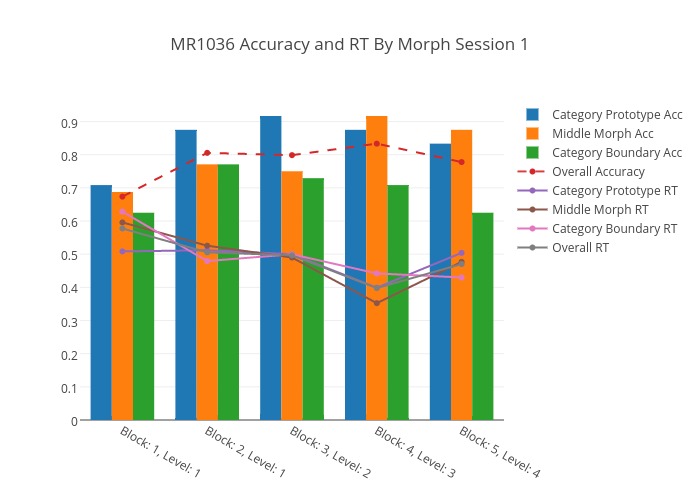 MR1036 Accuracy and RT By Morph Session 1
0.9
0.8
0.7
0.6
0.5
0.4
0.3
0.2
0.1
0
Block: 1, Level: 1
Block: 2, Level: 1
Block: 3, Level: 2
Block: 4, Level: 3
Block: 5, Level: 4
Category Prototype Acc
Middle Morph Acc
Category Boundary Acc
Overall Accuracy
Category Prototype RT
Middle Morph RT
Category Boundary RT
Overall RT